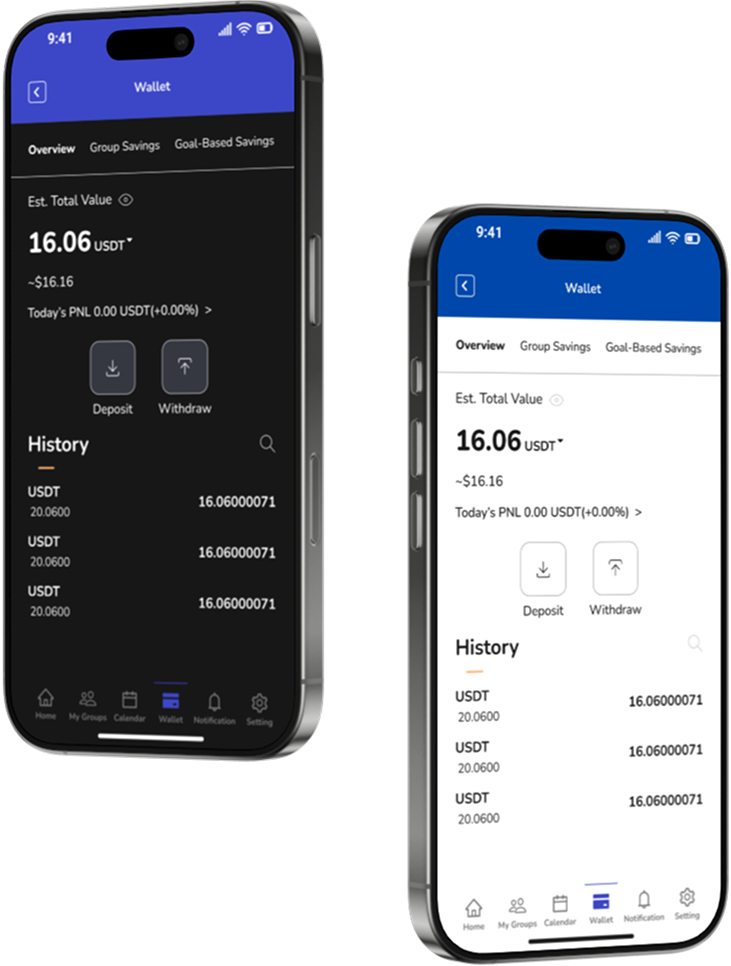 9:41
Wallet
Overview Group Savings Goal-Based Savings
Est. Total Value
16.06 USDT
~$16.16
Today's PNL 0.00 USDT(+0.00%) >
Deposit Withdraw
History
USDT
20.0600 16.06000071
USDT
20.0600 16.06000071
USDT
20.0600 16.06000071
Home My Groups Calendar Wallet Notification Setting
9:41
Wallet
Overview Group Savings Goal-Based Savings
Est. Total Value
16.06 USDT
~$16.16
Today's PNL 0.00 USDT(+0.00%) >
Deposit Withdraw
History
USDT
20.0600 16.06000071
USDT
20.0600 16.06000071
USDT
20.0600 16.06000071
Home My Groups Calendar Wallet Notification Setting